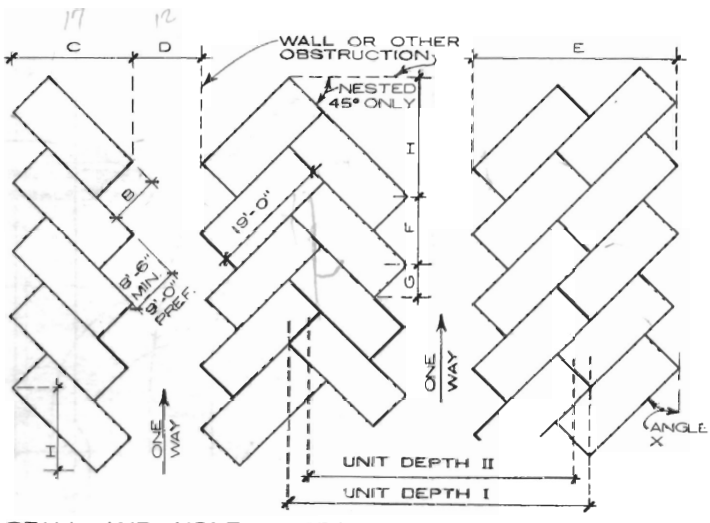 17
12
C
D
E
WALL OR OTHER
OBSTRUCTION
NESTED
45° ONLY
H
B
19'-0"
F
8'-6"
MIN.
9'-0"
PREF.
G
ONE
WAY
H
ONE
WAY
ANGLE
X
UNIT DEPTH II
UNIT DEPTH I